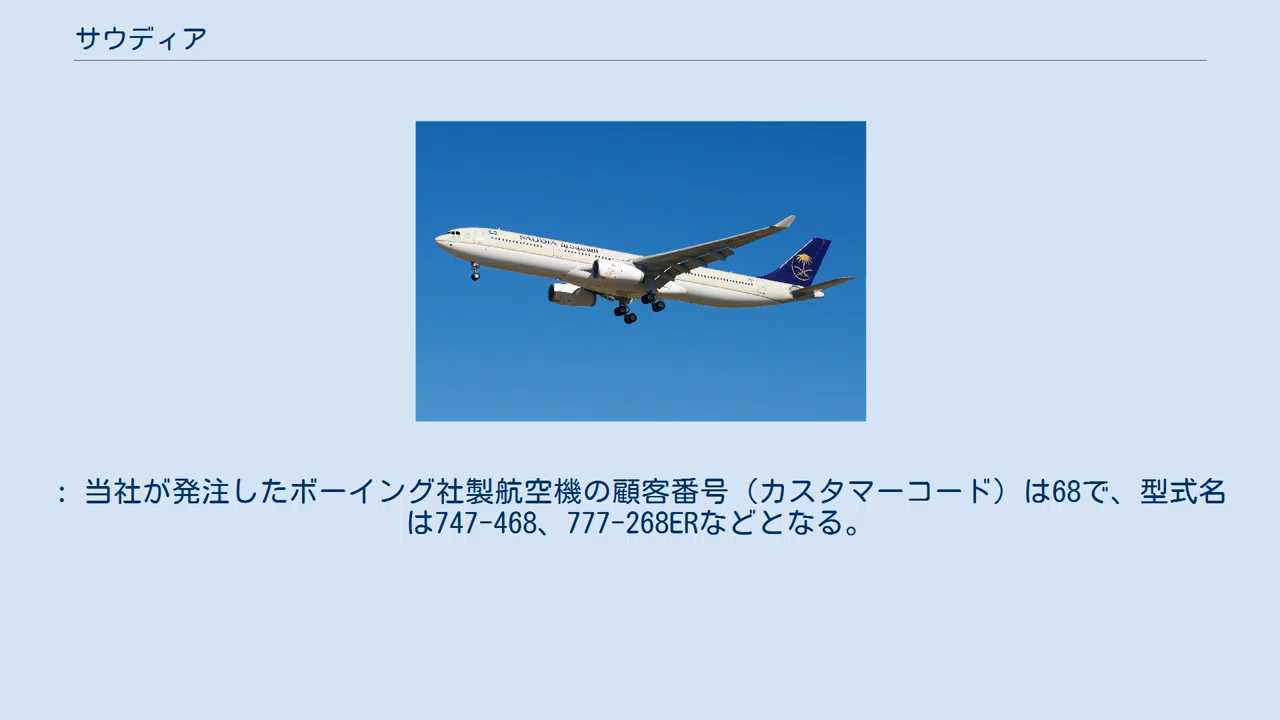 サウディア
SAUDIA السعودية
: 当社が発注したボーイング社製航空機の顧客番号（カスタマーコード）は68で、型式名
は747-468、777-268ERなどとなる。